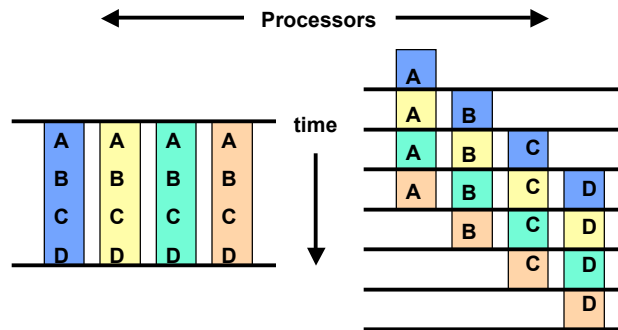 Processors
time
A A A A
B B B B
C C C C
D D D D
A
A B
A B C
A B C D
B C D
C D
D